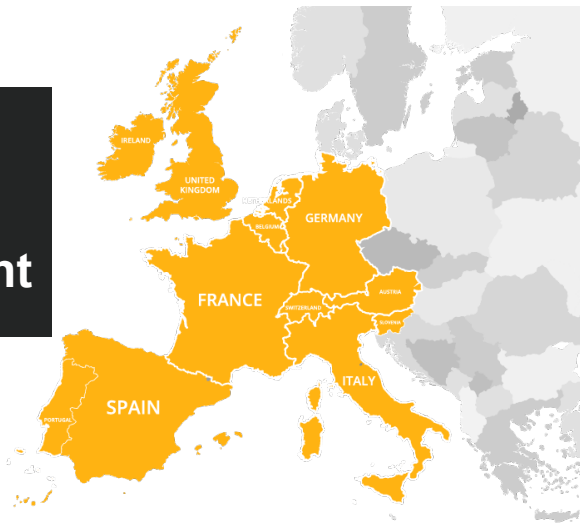 IRELAND
UNITED
KINGDOM
NETHERLANDS
BELGIUM
GERMANY
nt
FRANCE
SWITZERLAND
AUSTRIA
SLOVENIA
ITALY
SPAIN
PORTUGAL